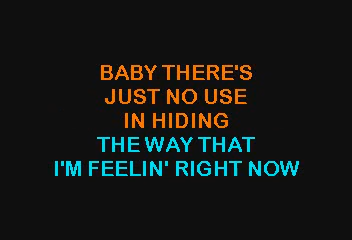 BABY THERE'S
JUST NO USE
IN HIDING
THE WAY THAT
I'M FEELIN' RIGHT NOW